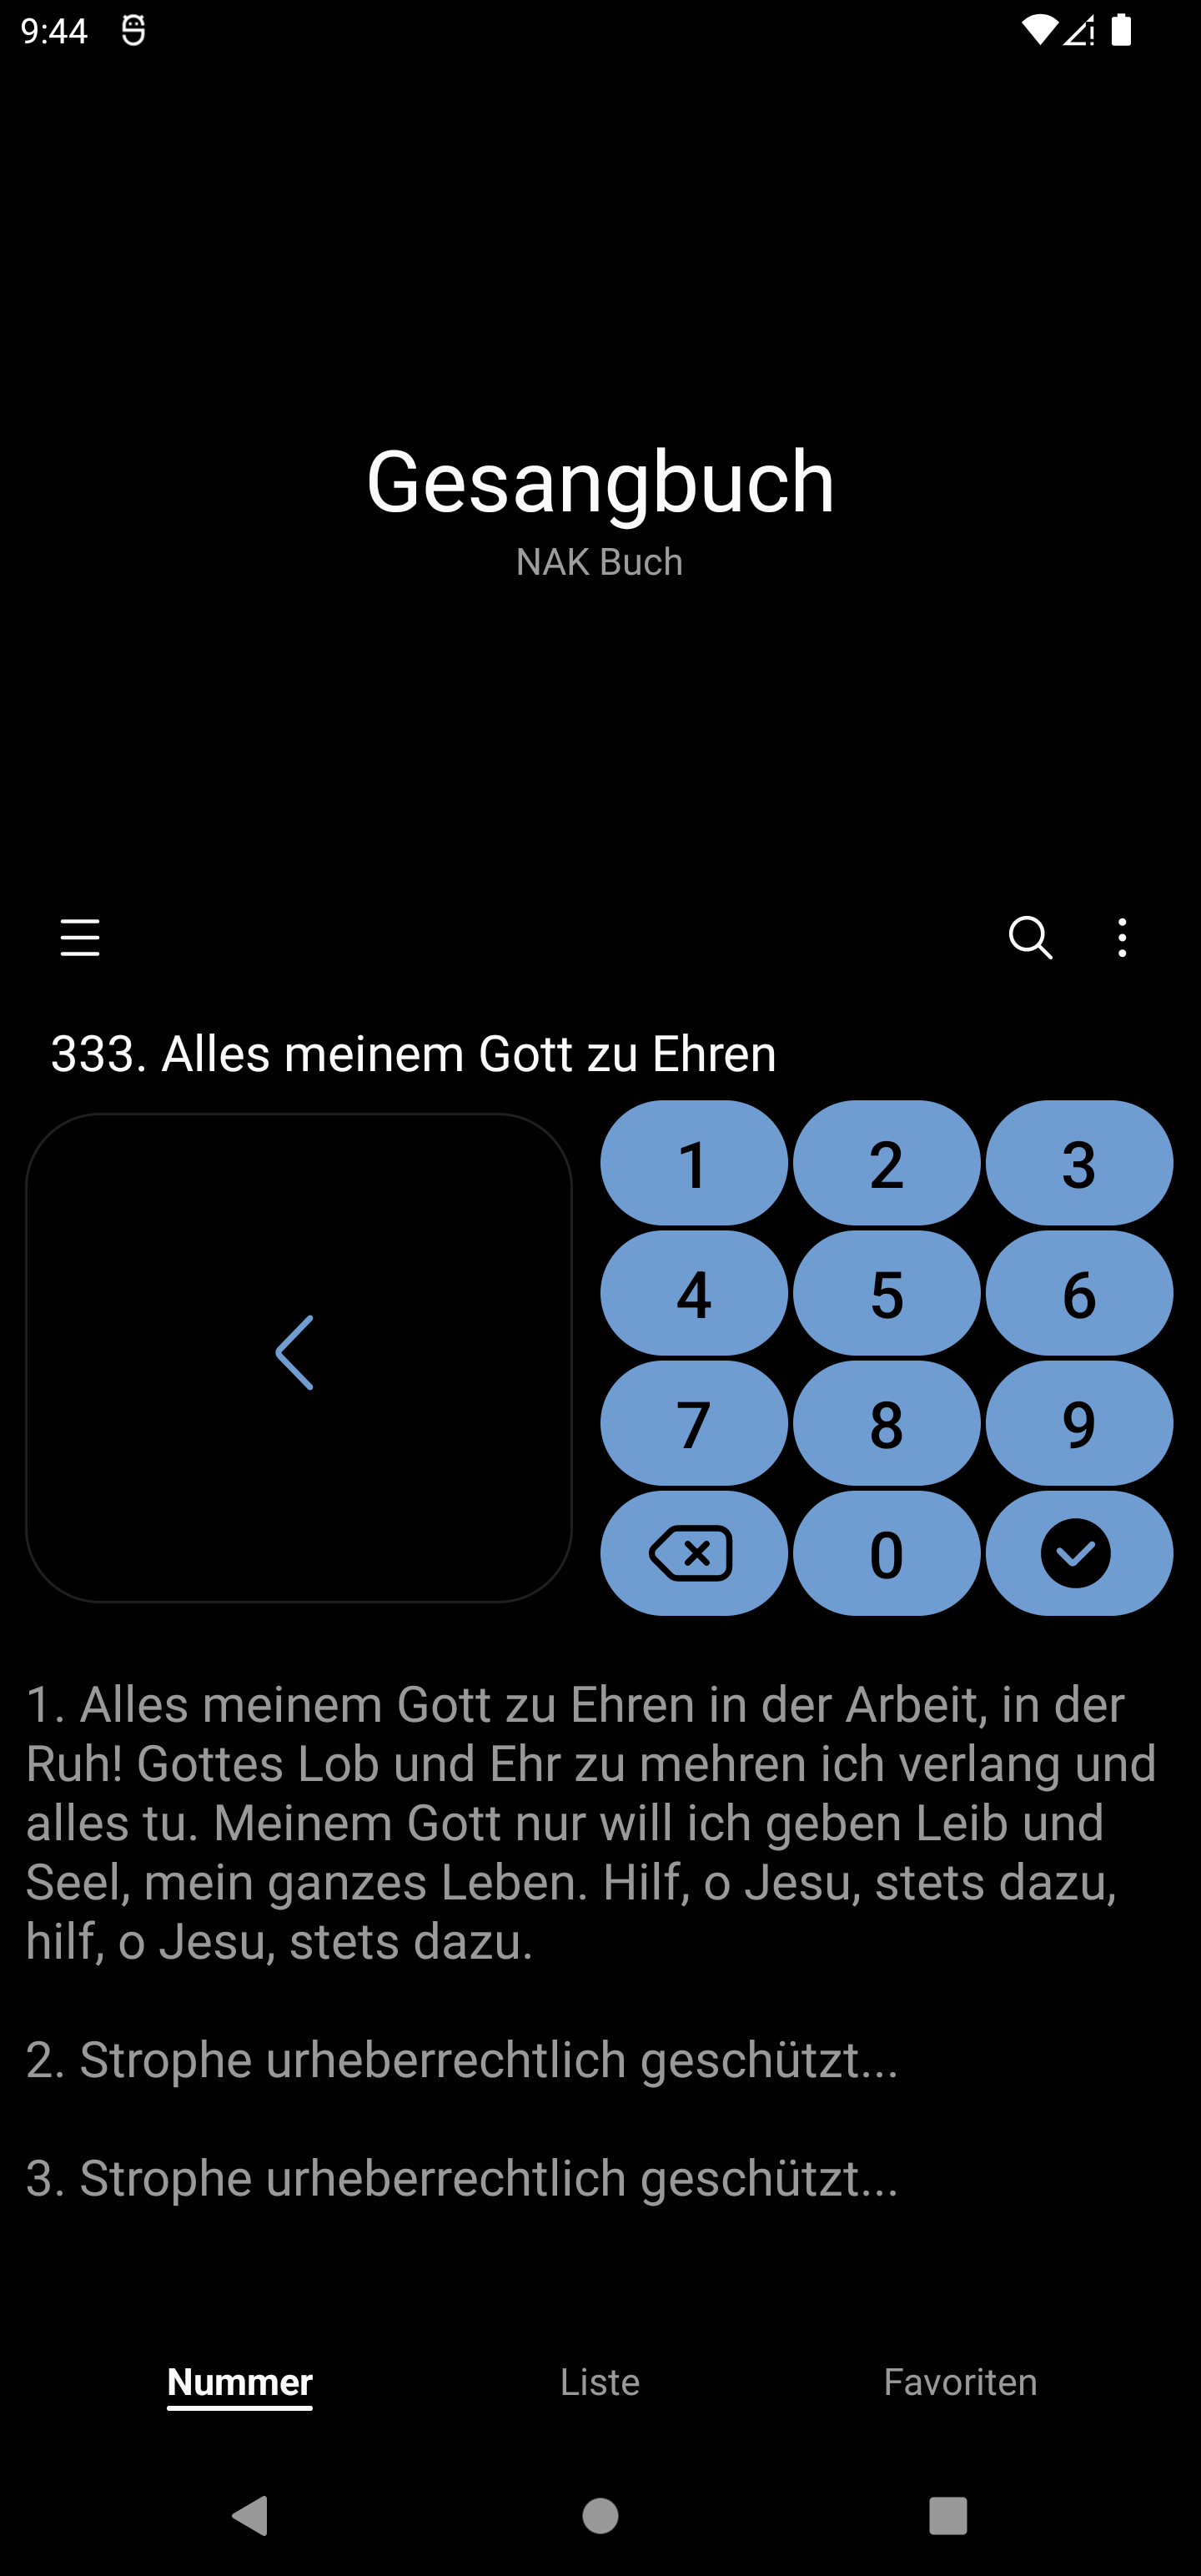 9:44
Gesangbuch
NAK Buch
333. Alles meinem Gott zu Ehren
1 2 3
4 5 6
7 8 9
0
1. Alles meinem Gott zu Ehren in der Arbeit, in der
Ruh! Gottes Lob und Ehr zu mehren ich verlang und
alles tu. Meinem Gott nur will ich geben Leib und
Seel, mein ganzes Leben. Hilf, o Jesu, stets dazu,
hilf, o Jesu, stets dazu.
2. Strophe urheberrechtlich geschützt...
3. Strophe urheberrechtlich geschützt...
Nummer Liste Favoriten